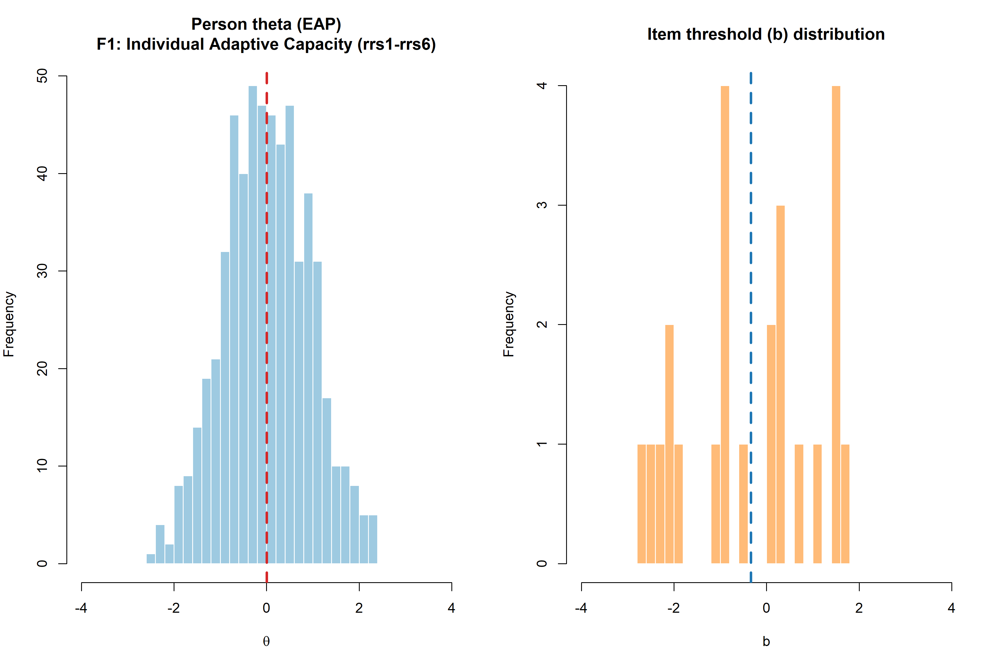 Person theta (EAP)
F1: Individual Adaptive Capacity (rrs1-rrs6)
Frequency
50
40
30
20
10
0
-4 -2 0 2 4
θ
Item threshold (b) distribution
Frequency
4
3
2
1
0
-4 -2 0 2 4
b